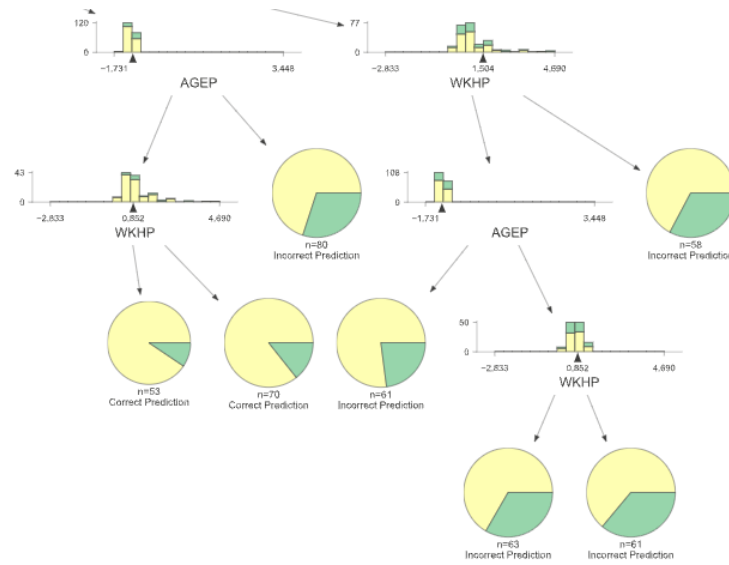 120
0
−1.731
3.448
AGEP
77
0
−2.833
1.504
4.690
WKHP
43
0
−2.833
0.852
4.690
WKHP
n=80
Incorrect Prediction
108
0
−1.731
3.448
AGEP
n=58
Incorrect Prediction
n=53
Correct Prediction
n=70
Correct Prediction
n=61
Incorrect Prediction
50
0
−2.833
0.852
4.690
WKHP
n=63
Incorrect Prediction
n=61
Incorrect Prediction